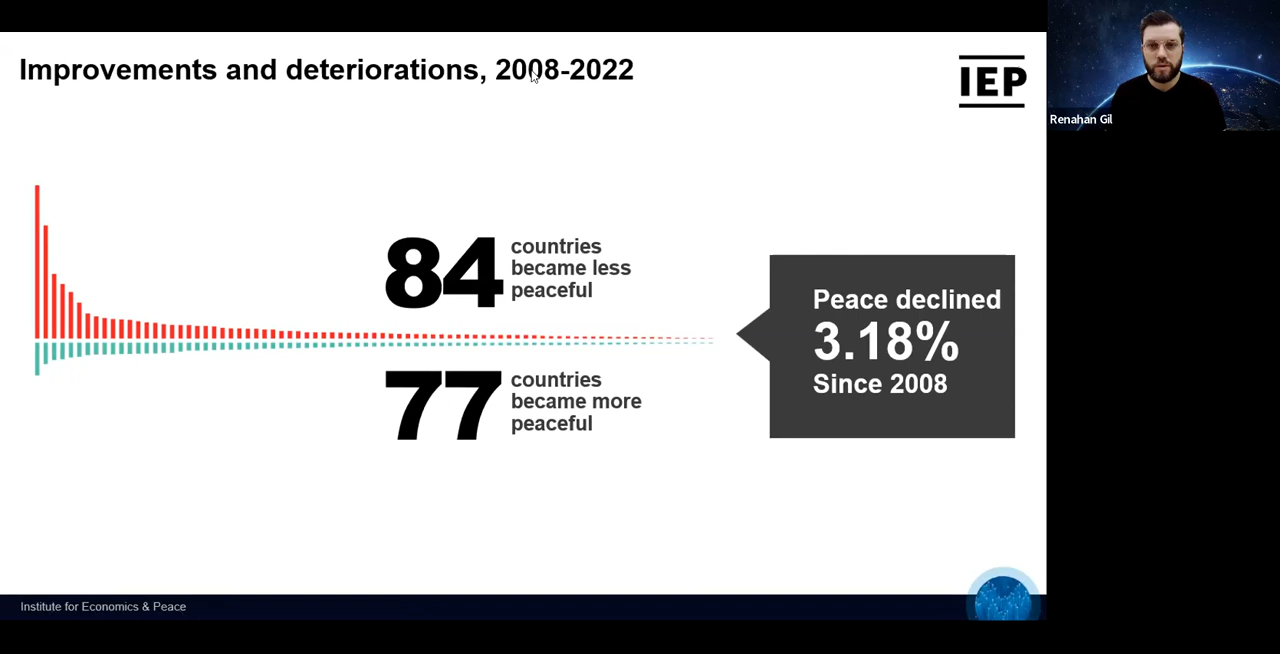 Improvements and deteriorations, 2008-2022
IEP
Renahan Gil
84
countries
became less
peaceful
77
countries
became more
peaceful
Peace declined
3.18%
Since 2008
Institute for Economics & Peace